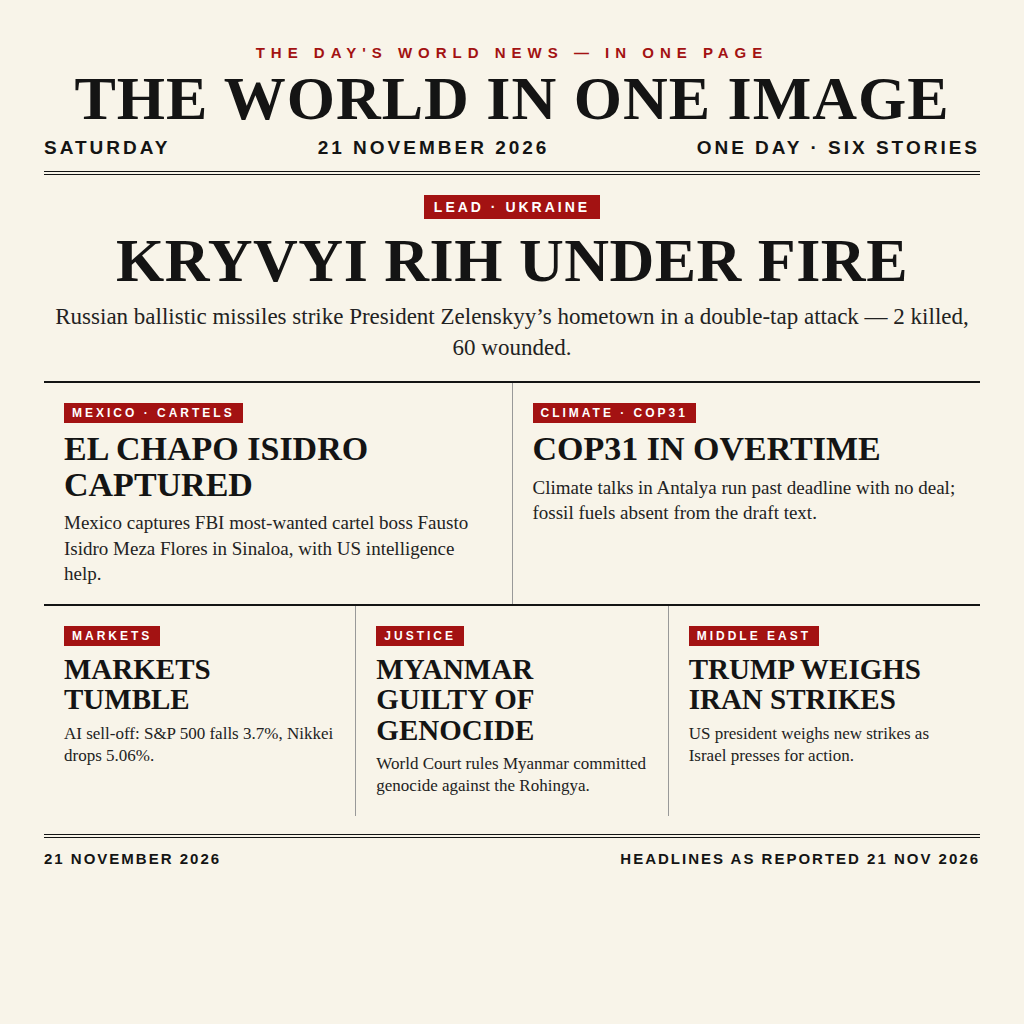 THE DAY'S WORLD NEWS — IN ONE PAGE
THE WORLD IN ONE IMAGE
SATURDAY
21 NOVEMBER 2026
ONE DAY · SIX STORIES
LEAD · UKRAINE
KRYVYI RIH UNDER FIRE
Russian ballistic missiles strike President Zelenskyy’s hometown in a double-tap attack — 2 killed,
60 wounded.
MEXICO · CARTELS
EL CHAPO ISIDRO
CAPTURED
Mexico captures FBI most-wanted cartel boss Fausto
Isidro Meza Flores in Sinaloa, with US intelligence
help.
CLIMATE · COP31
COP31 IN OVERTIME
Climate talks in Antalya run past deadline with no deal;
fossil fuels absent from the draft text.
MARKETS
MARKETS
TUMBLE
AI sell-off: S&P 500 falls 3.7%, Nikkei
drops 5.06%.
JUSTICE
MYANMAR
GUILTY OF
GENOCIDE
World Court rules Myanmar committed
genocide against the Rohingya.
MIDDLE EAST
TRUMP WEIGHS
IRAN STRIKES
US president weighs new strikes as
Israel presses for action.
21 NOVEMBER 2026
HEADLINES AS REPORTED 21 NOV 2026